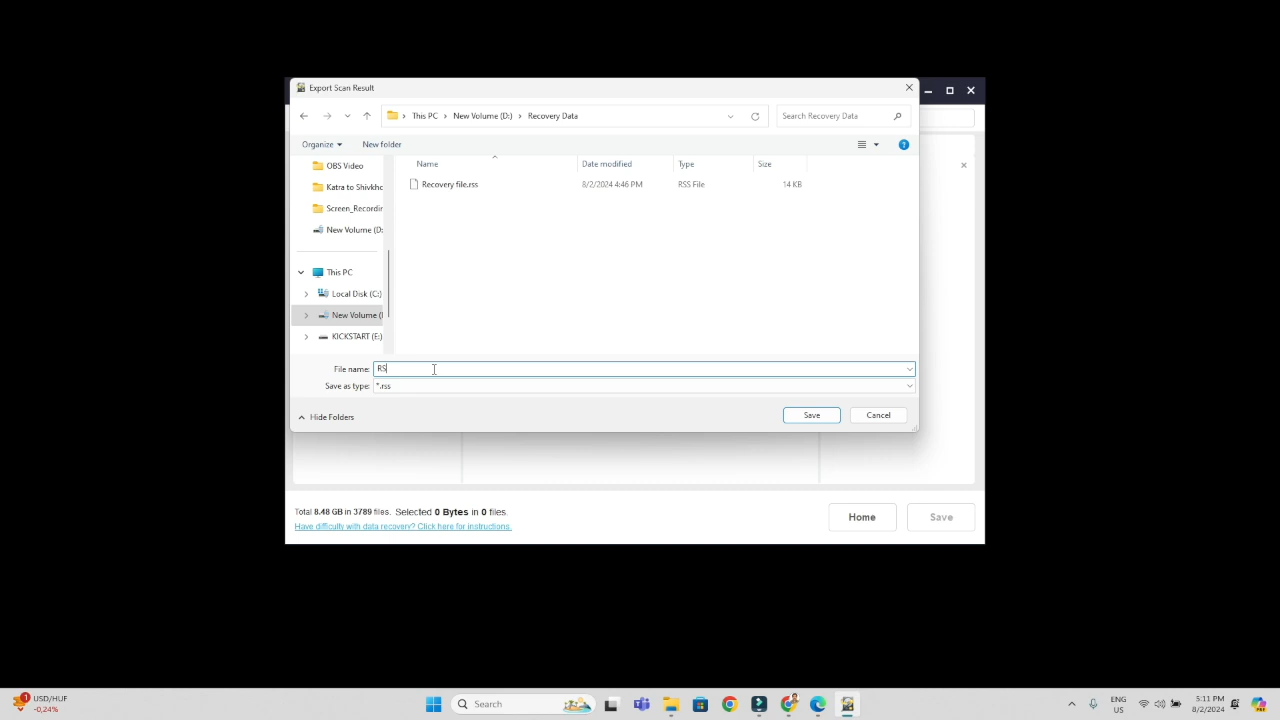 Export Scan Result
This PC New Volume (D:) Recovery Data
Search Recovery Data
Organize New folder
Name Date modified Type Size
OBS Video
Recovery file.rss 8/2/2024 4:46 PM RSS File 14 KB
Katra to Shivkho
Screen_Recordin
New Volume (D:
This PC
Local Disk (C:)
New Volume (
KICKSTART (E:)
File name: RS
Save as type: *.rss
Hide Folders
Save Cancel
Total 8.48 GB in 3789 files. Selected 0 Bytes in 0 files.
Have difficulty with data recovery? Click here for instructions.
Home Save
1 USD/HUF
-0,24%
Search
ENG
US
5:11 PM
8/2/2024